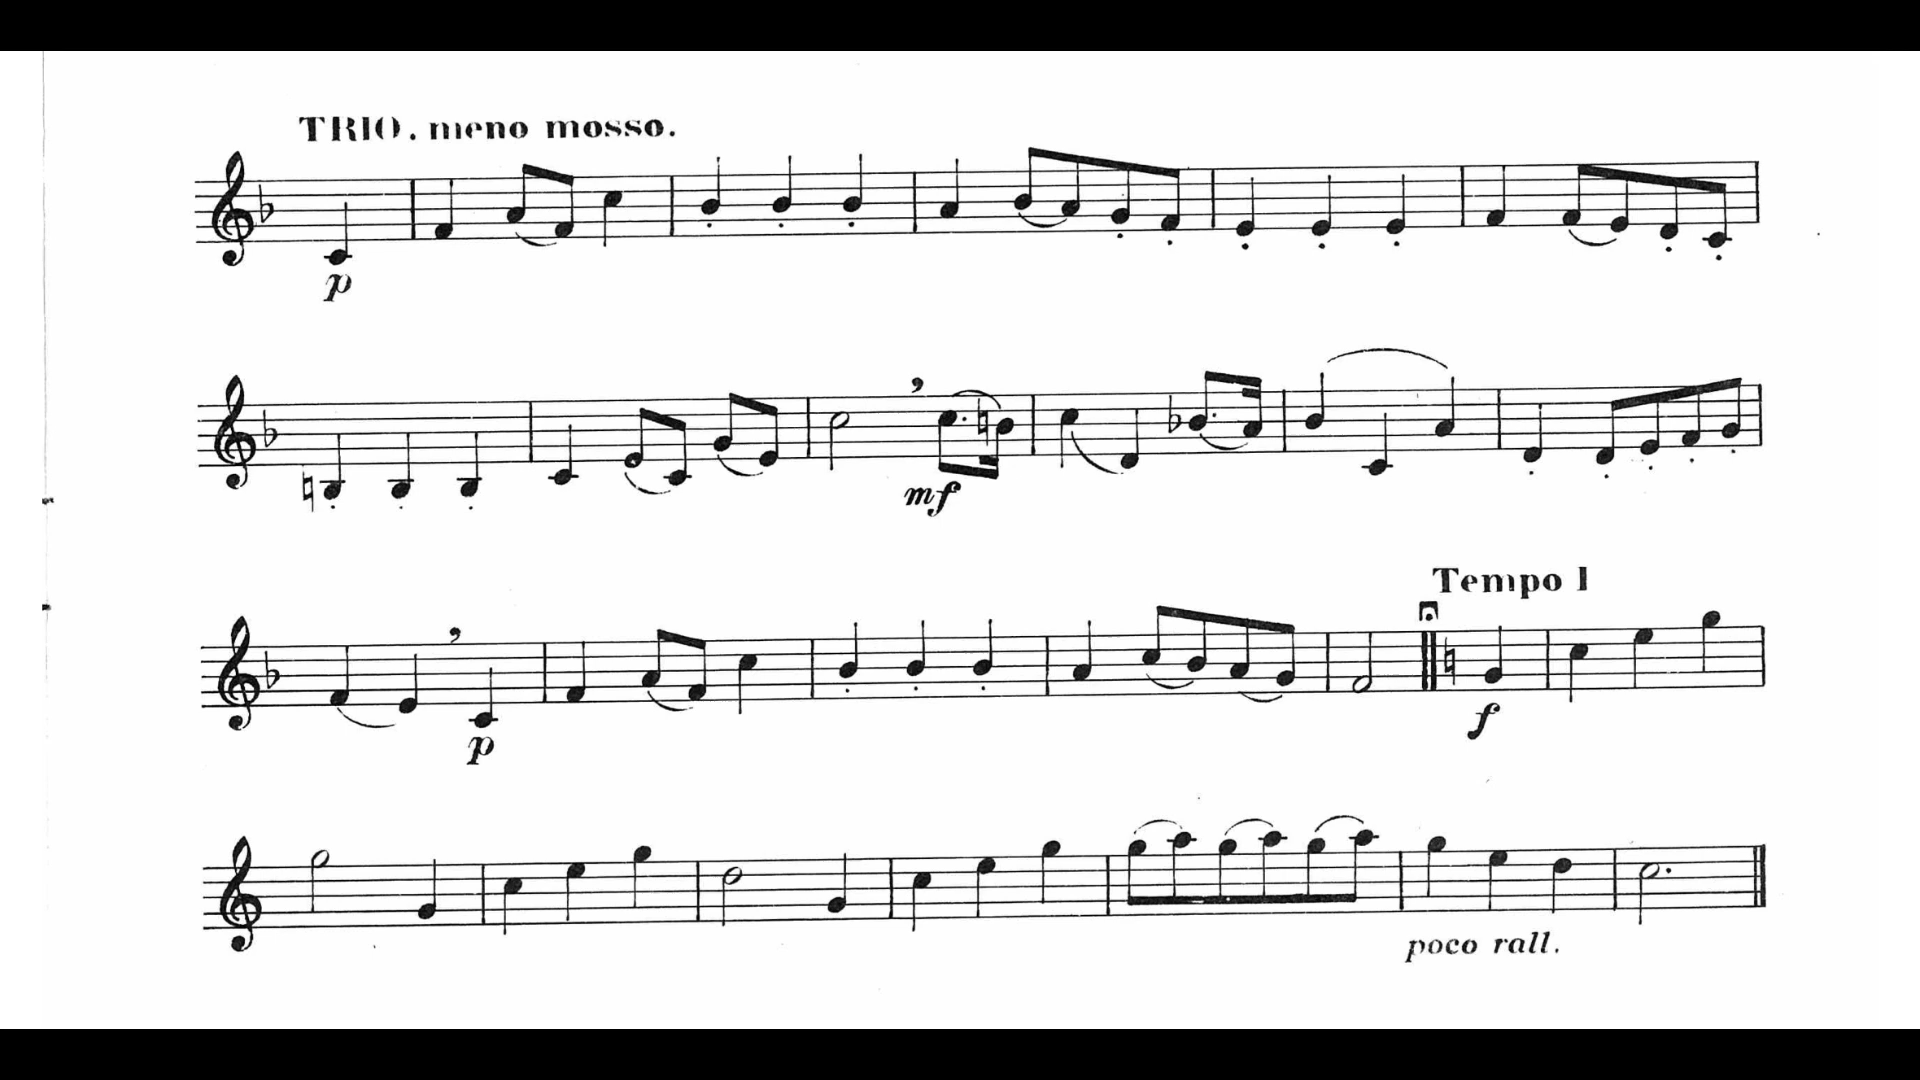 TRIO. meno mosso.
p
mf
Tempo I
p
f
poco rall.